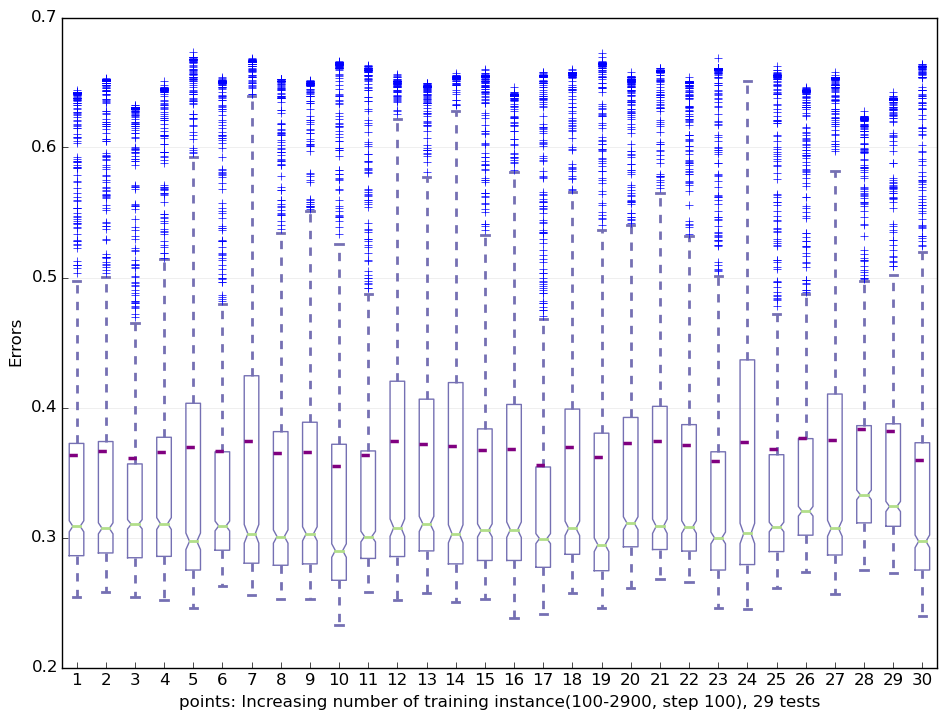 0.7
0.6
0.5
0.4
0.3
0.2
Errors
1 2 3 4 5 6 7 8 9 10 11 12 13 14 15 16 17 18 19 20 21 22 23 24 25 26 27 28 29 30
points: Increasing number of training instance(100-2900, step 100), 29 tests